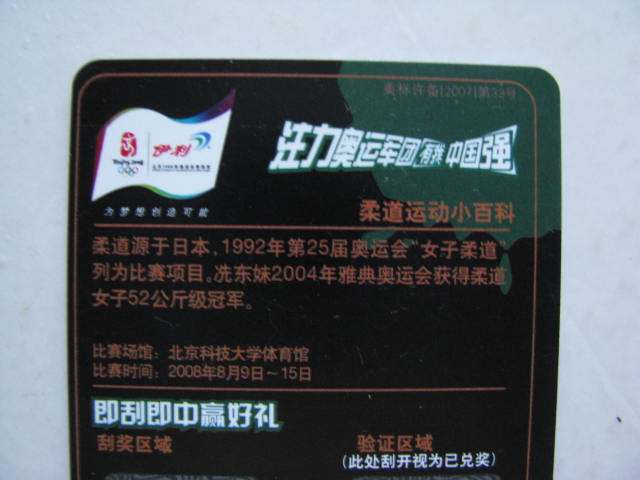 奥标许备[2007]第39号
Beijing 2008
伊利
为梦想创造可能
注力奥运军团 有我中国强
柔道运动小百科
柔道源于日本，1992年第25届奥运会“女子柔道”
列为比赛项目。冼东妹2004年雅典奥运会获得柔道
女子52公斤级冠军。
比赛场馆：北京科技大学体育馆
比赛时间：2008年8月9日～15日
即刮即中赢好礼
刮奖区域
验证区域
(此处刮开视为已兑奖)